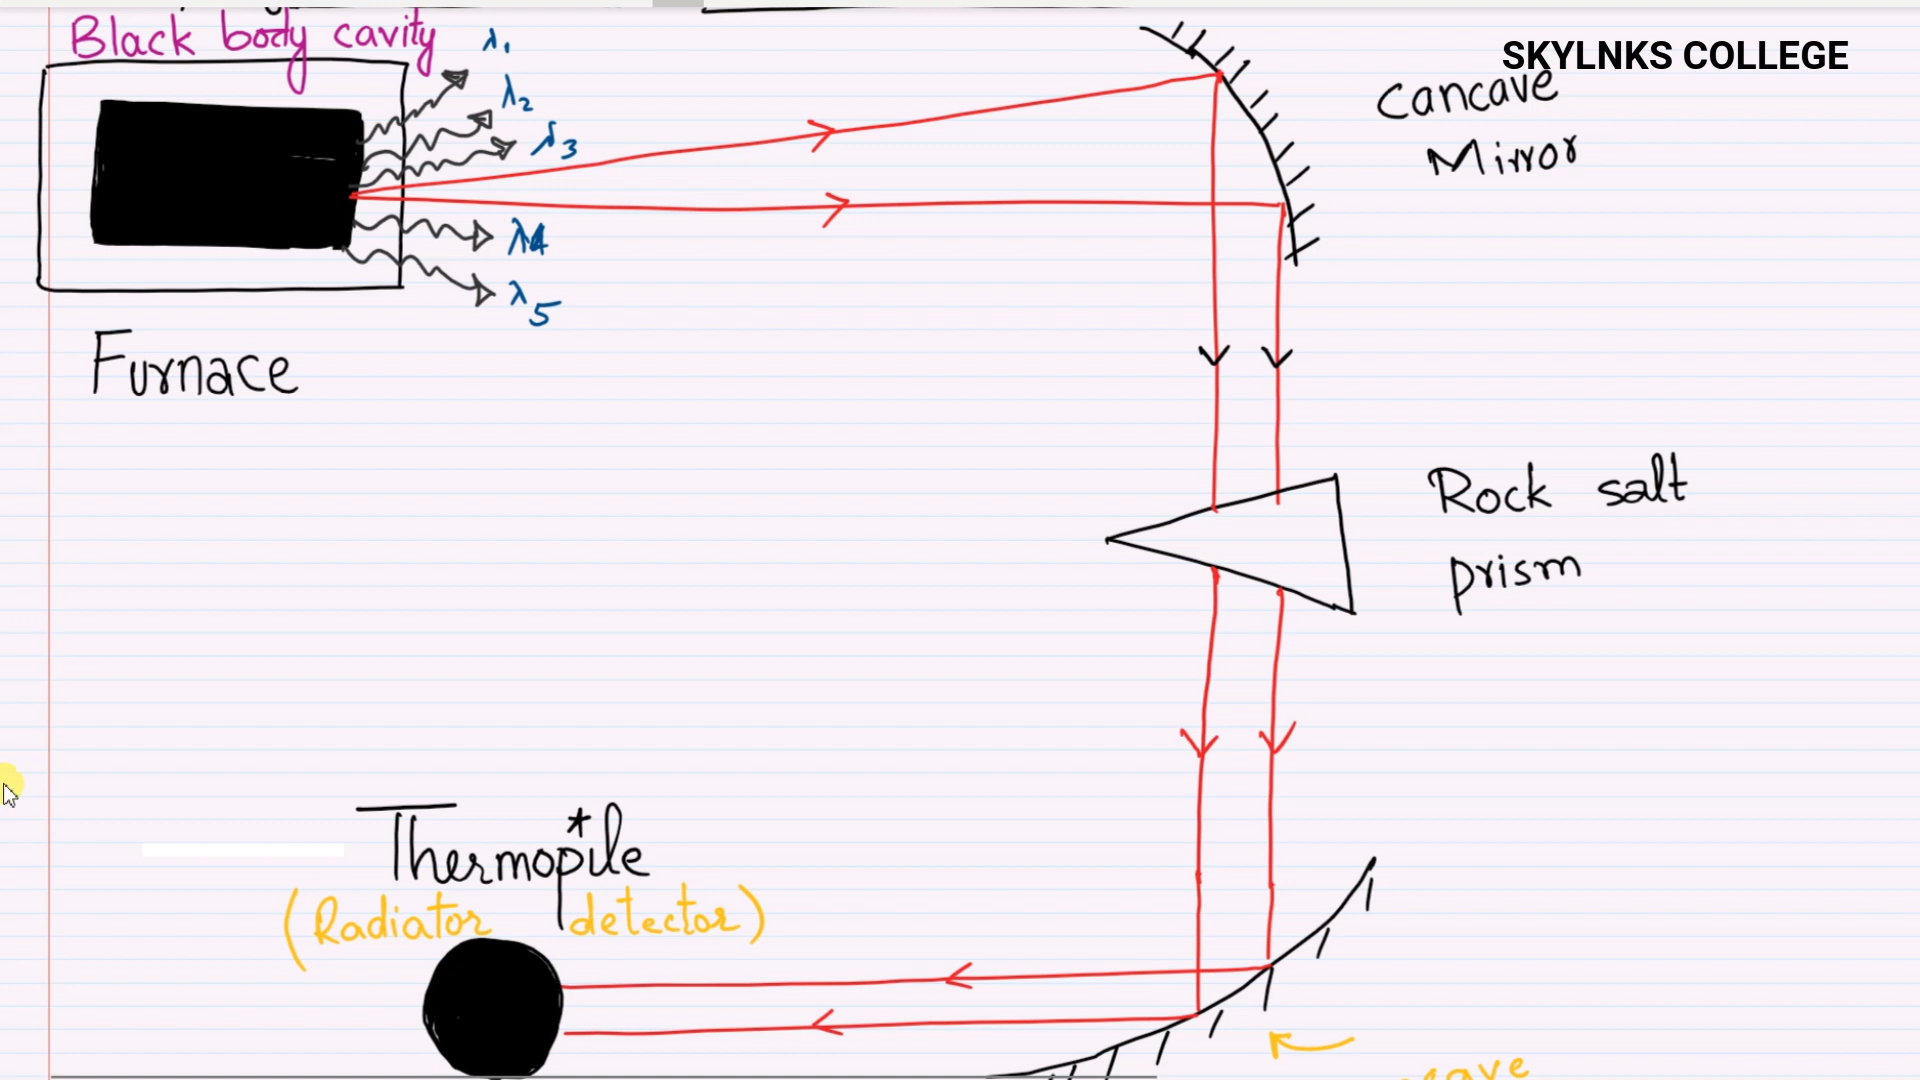 Black body cavity
λ1
SKYLNKS COLLEGE
λ2
λ3
Cancave
Mirror
λ4
λ5
Furnace
Rock salt
prism
Thermopile
*
(Radiator detector)